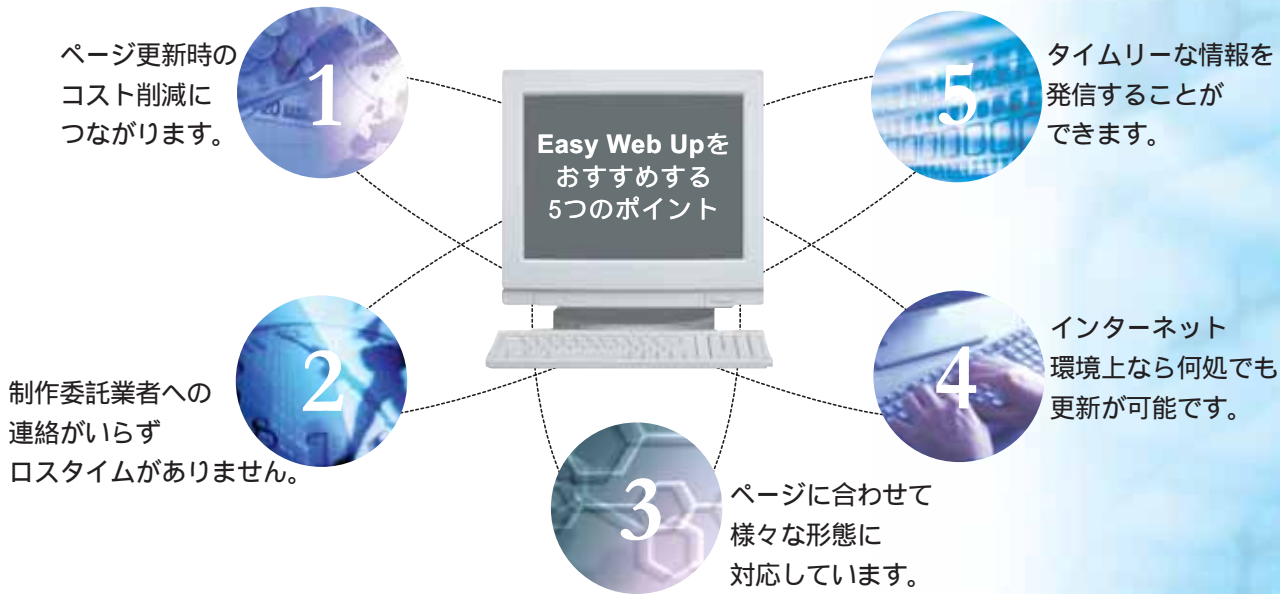 Easy Web Upを
おすすめする
5つのポイント
1
ページ更新時の
コスト削減に
つながります。
2
制作委託業者への
連絡がいらず
ロスタイムがありません。
3
ページに合わせて
様々な形態に
対応しています。
4
インターネット
環境上なら何処でも
更新が可能です。
5
タイムリーな情報を
発信することが
できます。